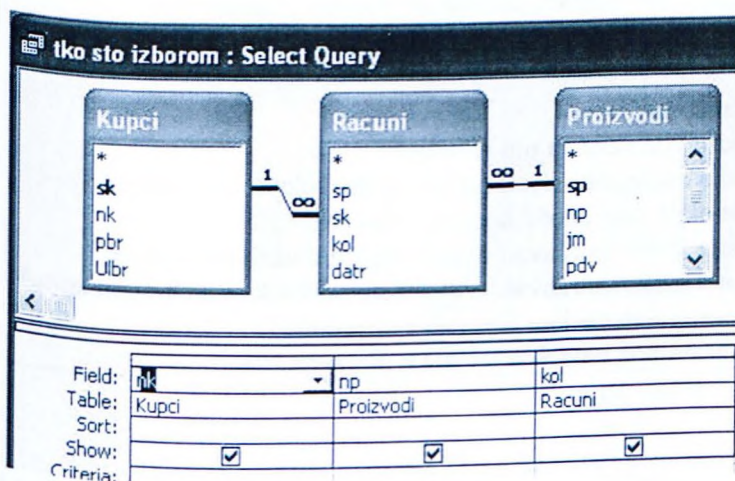 tko sto izborom : Select Query
Kupci
*
sk
nk
pbr
Ulbr
1
∞
Racuni
*
sp
sk
kol
datr
∞
1
Proizvodi
*
sp
np
jm
pdv
Field: nk np kol
Table: Kupci Proizvodi Racuni
Sort:
Show:
Criteria: